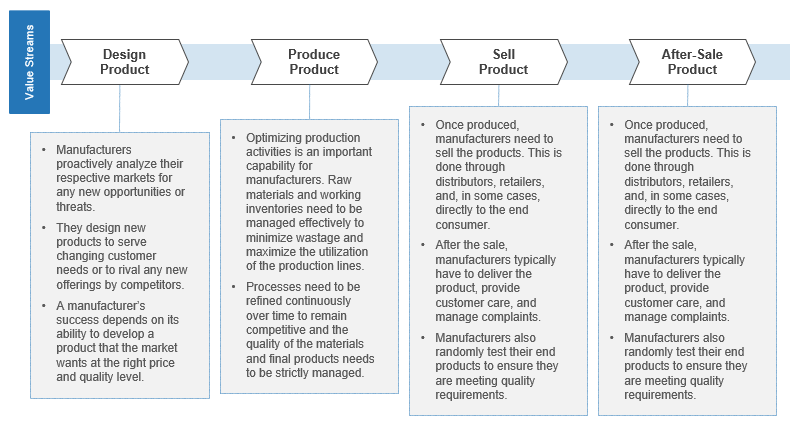 Value Streams
Design
Product
Produce
Product
Sell
Product
After-Sale
Product
• Manufacturers
proactively analyze their
respective markets for
any new opportunities or
threats.
• They design new
products to serve
changing customer
needs or to rival any new
offerings by competitors.
• A manufacturer's
success depends on its
ability to develop a
product that the market
wants at the right price
and quality level.
• Optimizing production
activities is an important
capability for
manufacturers. Raw
materials and working
inventories need to be
managed effectively to
minimize wastage and
maximize the utilization
of the production lines.
• Processes need to be
refined continuously
over time to remain
competitive and the
quality of the materials
and final products needs
to be strictly managed.
• Once produced,
manufacturers need to
sell the products. This is
done through
distributors, retailers,
and, in some cases,
directly to the end
consumer.
• After the sale,
manufacturers typically
have to deliver the
product, provide
customer care, and
manage complaints.
• Manufacturers also
randomly test their end
products to ensure they
are meeting quality
requirements.
• Once produced,
manufacturers need to
sell the products. This is
done through
distributors, retailers,
and, in some cases,
directly to the end
consumer.
• After the sale,
manufacturers typically
have to deliver the
product, provide
customer care, and
manage complaints.
• Manufacturers also
randomly test their end
products to ensure they
are meeting quality
requirements.